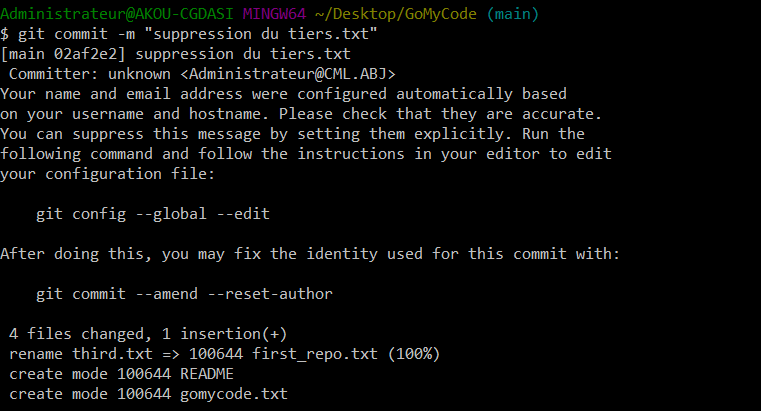 Administrateur@AKOU-CGDASI MINGW64 ~/Desktop/GoMyCode (main)
$ git commit -m "suppression du tiers.txt"
[main 02af2e2] suppression du tiers.txt
 Committer: unknown <Administrateur@CML.ABJ>
Your name and email address were configured automatically based
on your username and hostname. Please check that they are accurate.
You can suppress this message by setting them explicitly. Run the
following command and follow the instructions in your editor to edit
your configuration file:

    git config --global --edit

After doing this, you may fix the identity used for this commit with:

    git commit --amend --reset-author

 4 files changed, 1 insertion(+)
 rename third.txt => 100644 first_repo.txt (100%)
 create mode 100644 README
 create mode 100644 gomycode.txt